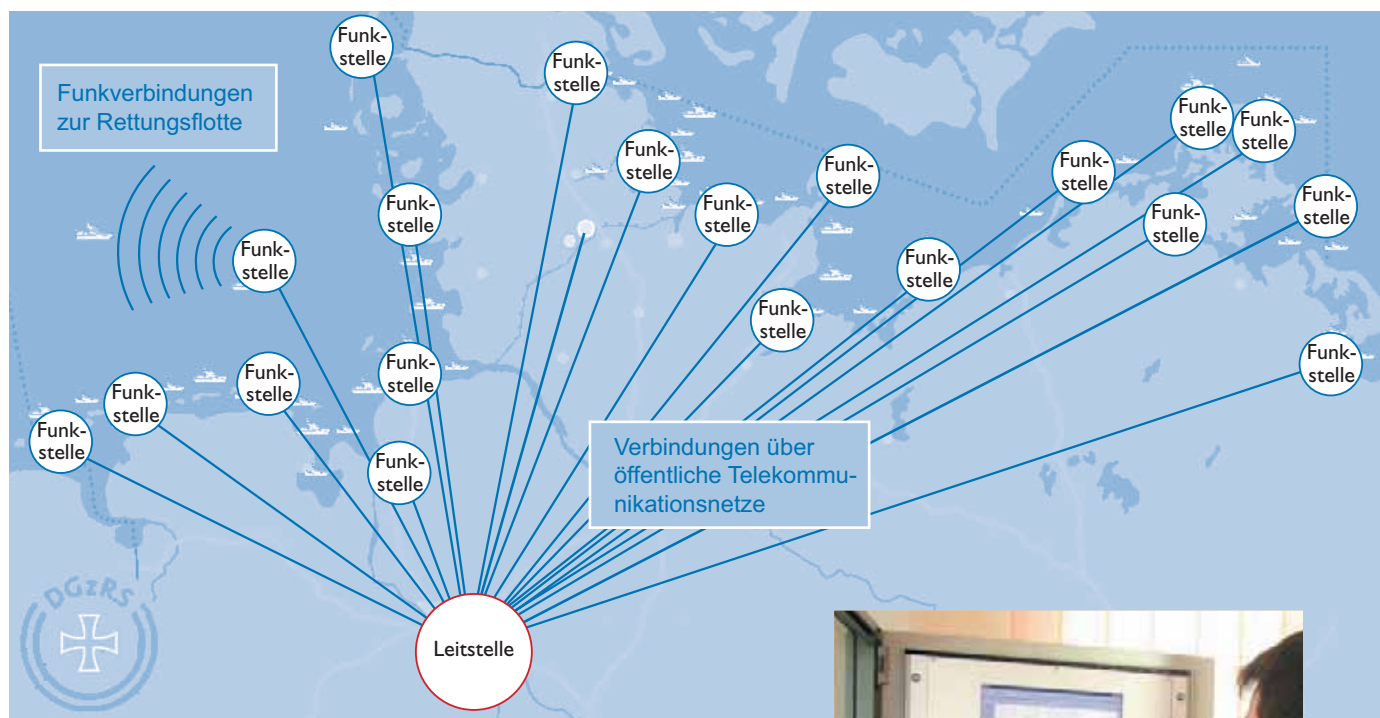 Funk-
stelle
Funk-
stelle
Funkverbindungen
zur Rettungsflotte
Funk-
stelle
Funk-
stelle
Funk-
stelle
Funk-
stelle
Funk-
stelle
Funk-
stelle
Funk-
stelle
Funk-
stelle
Funk-
stelle
Funk-
stelle
Funk-
stelle
Funk-
stelle
Funk-
stelle
Funk-
stelle
Funk-
stelle
Funk-
stelle
Funk-
stelle
Funk-
stelle
Verbindungen über
öffentliche Telekommu-
nikationsnetze
DGzRS
Leitstelle